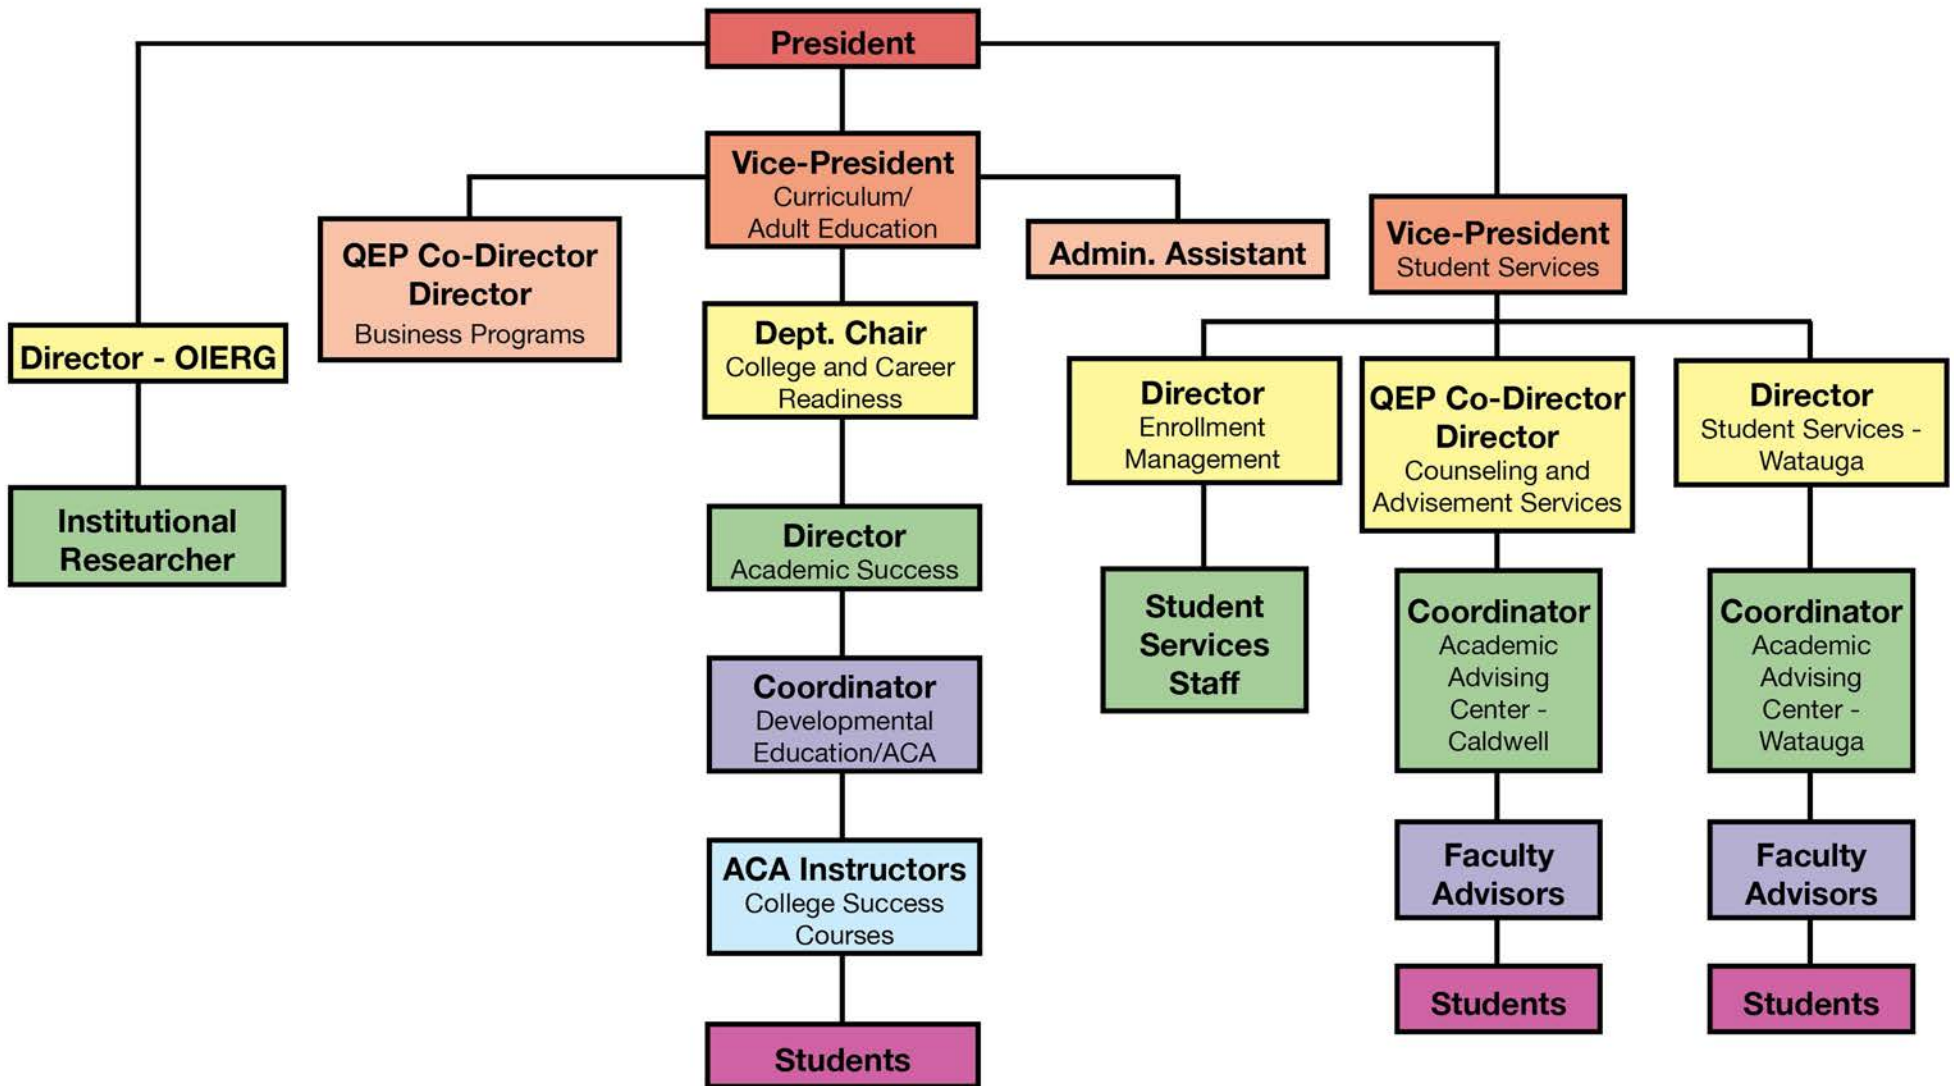 President
Vice-President
Curriculum/
Adult Education
QEP Co-Director
Director
Business Programs
Admin. Assistant
Vice-President
Student Services
Director - OIERG
Institutional
Researcher
Dept. Chair
College and Career
Readiness
Director
Academic Success
Coordinator
Developmental
Education/ACA
ACA Instructors
College Success
Courses
Students
Director
Enrollment
Management
Student
Services
Staff
QEP Co-Director
Director
Counseling and
Advisement Services
Coordinator
Academic
Advising
Center -
Caldwell
Faculty
Advisors
Students
Director
Student Services -
Watauga
Coordinator
Academic
Advising
Center -
Watauga
Faculty
Advisors
Students